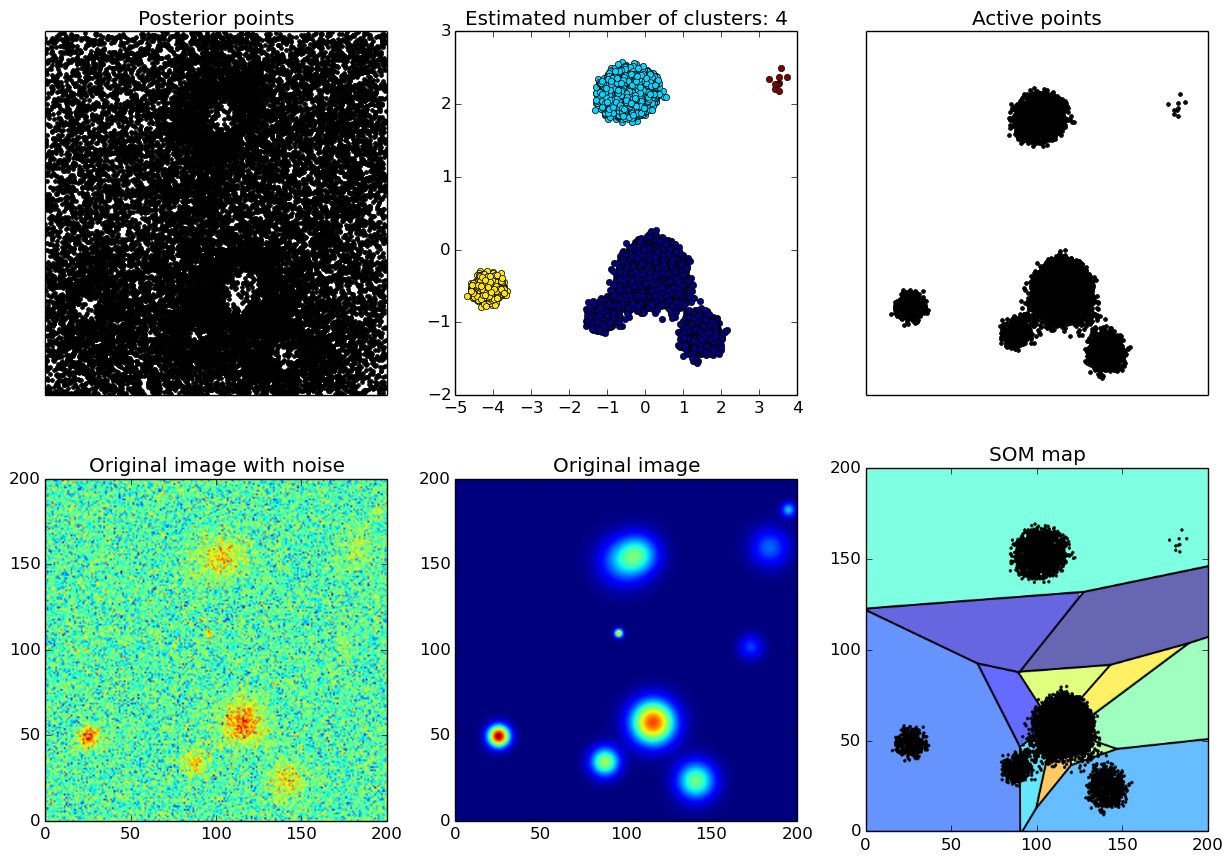 Posterior points
Estimated number of clusters: 4
Active points
3
2
1
0
−1
−2
−5 −4 −3 −2 −1 0 1 2 3 4
Original image with noise
Original image
SOM map
200
150
100
50
0
0 50 100 150 200
200
150
100
50
0
0 50 100 150 200
200
150
100
50
0
0 50 100 150 200